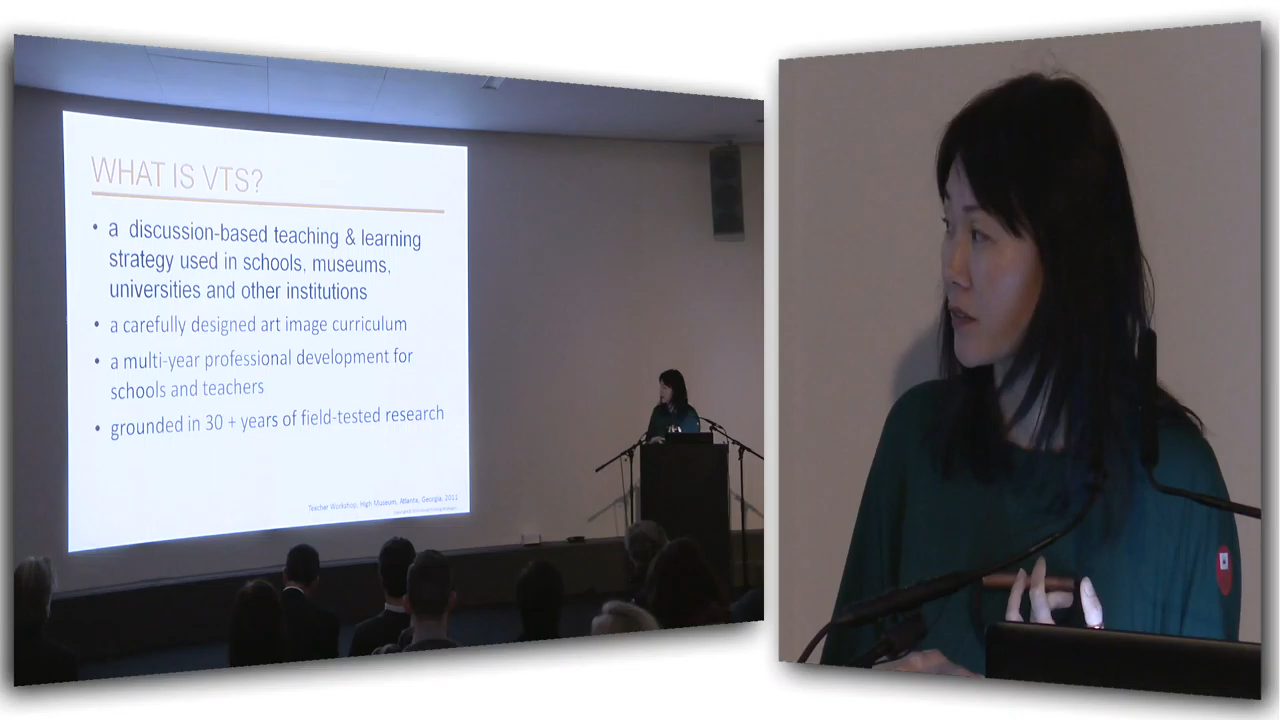 WHAT IS VTS?
• a discussion-based teaching & learning
strategy used in schools, museums,
universities and other institutions
• a carefully designed art image curriculum
• a multi-year professional development for
schools and teachers
• grounded in 30 + years of field-tested research
Teacher Workshop, High Museum, Atlanta, Georgia, 2011